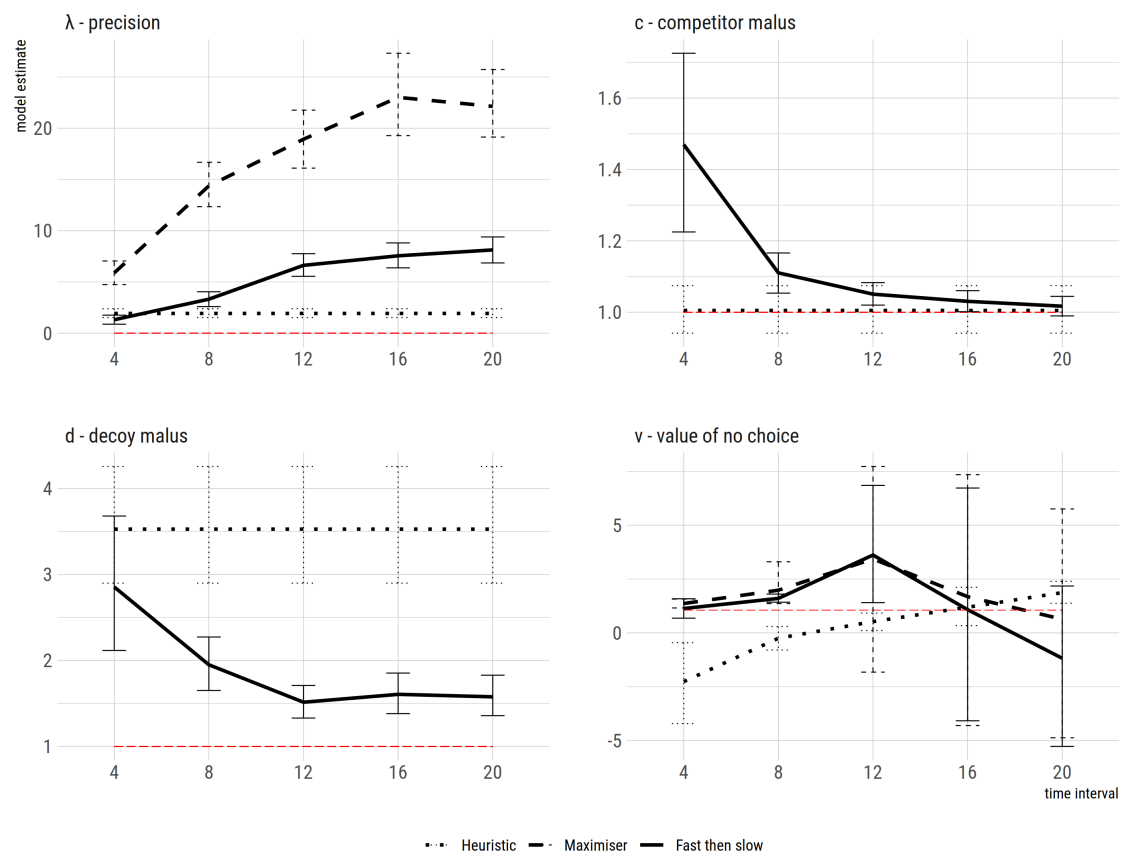 λ - precision
model estimate
20
10
0
4 8 12 16 20
c - competitor malus
1.6
1.4
1.2
1.0
4 8 12 16 20
d - decoy malus
4
3
2
1
4 8 12 16 20
v - value of no choice
5
0
-5
4 8 12 16 20
time interval
Heuristic Maximiser Fast then slow